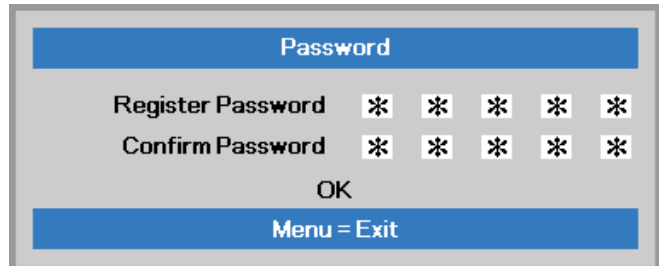 Password
Register Password * * * * *
Confirm Password * * * * *
OK
Menu = Exit